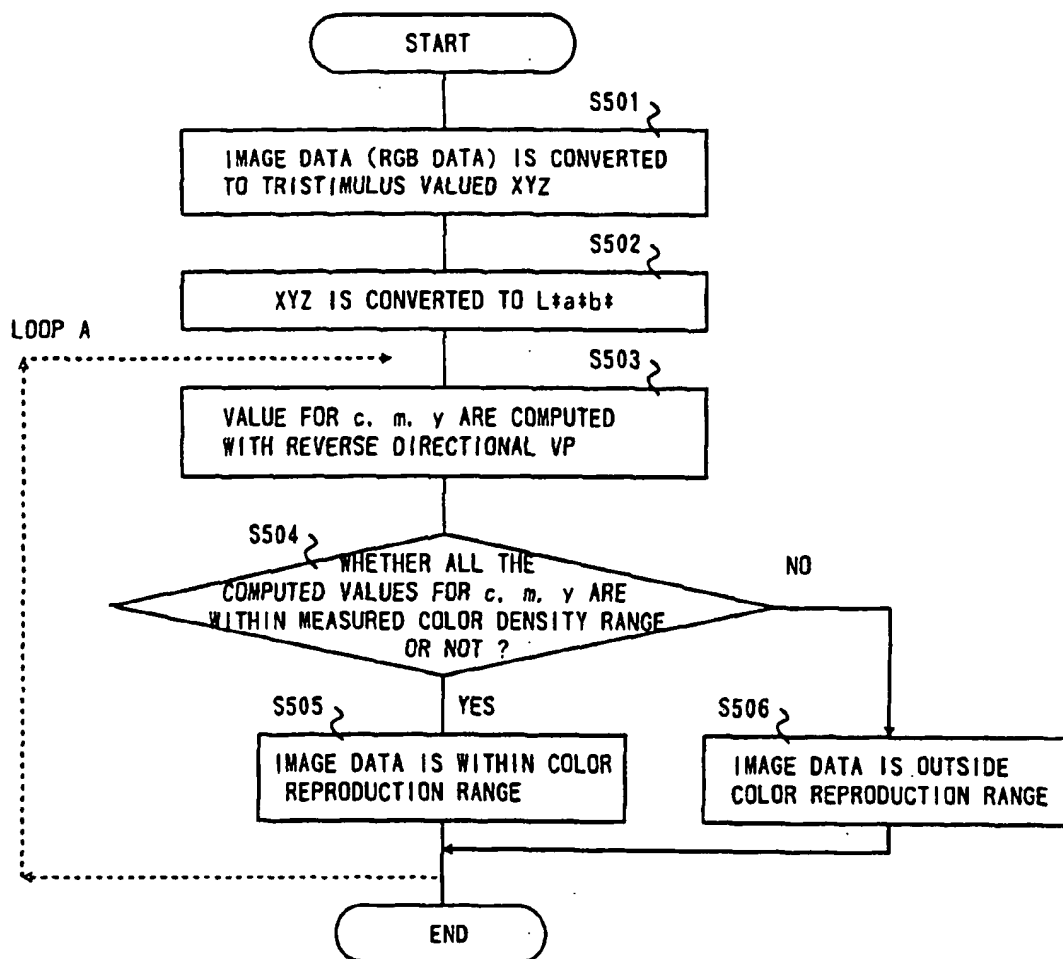 START
S501
IMAGE DATA (RGB DATA) IS CONVERTED
TO TRISTIMULUS VALUED XYZ
S502
XYZ IS CONVERTED TO L*a*b*
LOOP A
S503
VALUE FOR c. m. y ARE COMPUTED
WITH REVERSE DIRECTIONAL VP
S504
WHETHER ALL THE
COMPUTED VALUES FOR c. m. y ARE
WITHIN MEASURED COLOR DENSITY RANGE
OR NOT ?
NO
YES
S505
IMAGE DATA IS WITHIN COLOR
REPRODUCTION RANGE
S506
IMAGE DATA IS OUTSIDE
COLOR REPRODUCTION RANGE
END